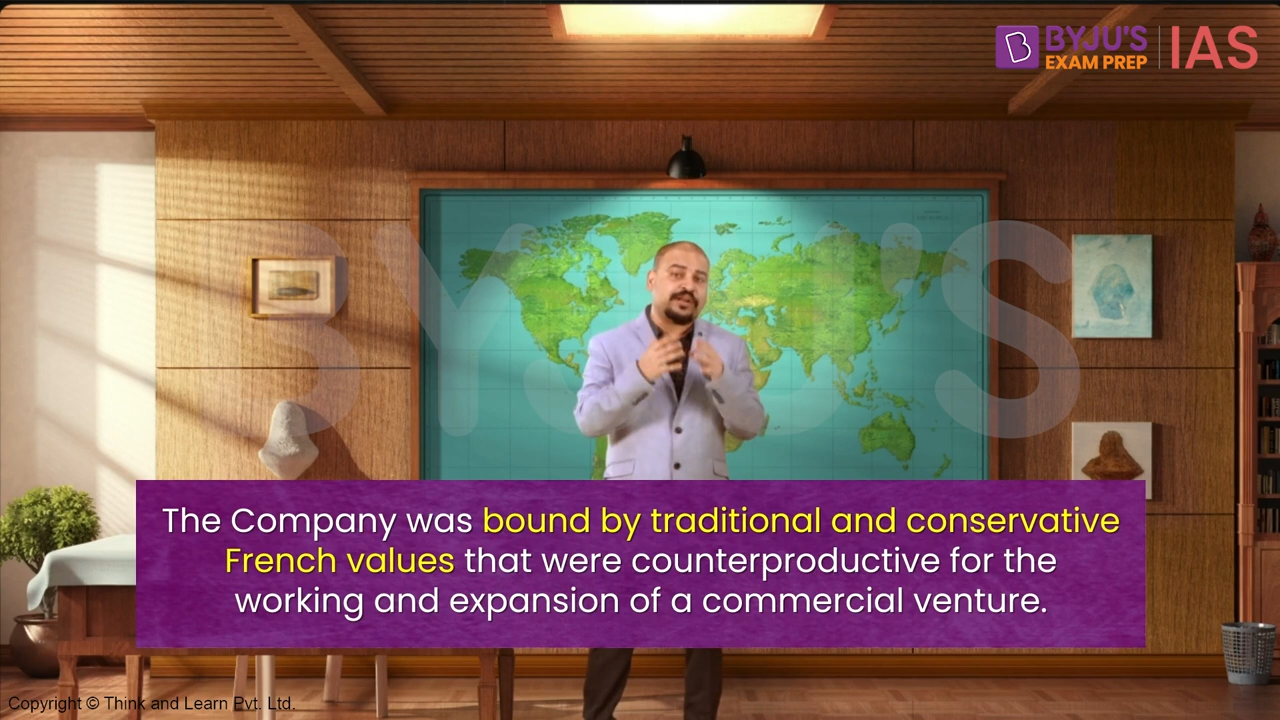 BYJU'S
EXAM PREP
IAS
BYJU'S
The Company was bound by traditional and conservative
French values that were counterproductive for the
working and expansion of a commercial venture.
Copyright © Think and Learn Pvt. Ltd.